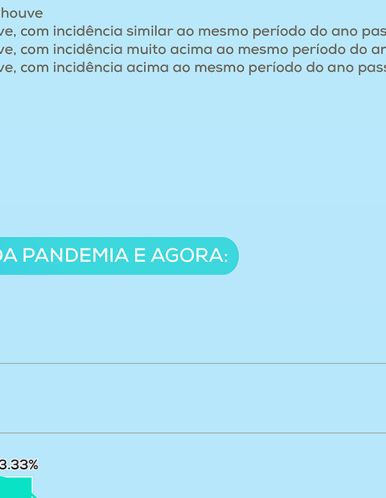 houve
ve, com incidência similar ao mesmo período do ano pas
ve, com incidência muito acima ao mesmo período do an
ve, com incidência acima ao mesmo período do ano pass
DA PANDEMIA E AGORA:
3.33%